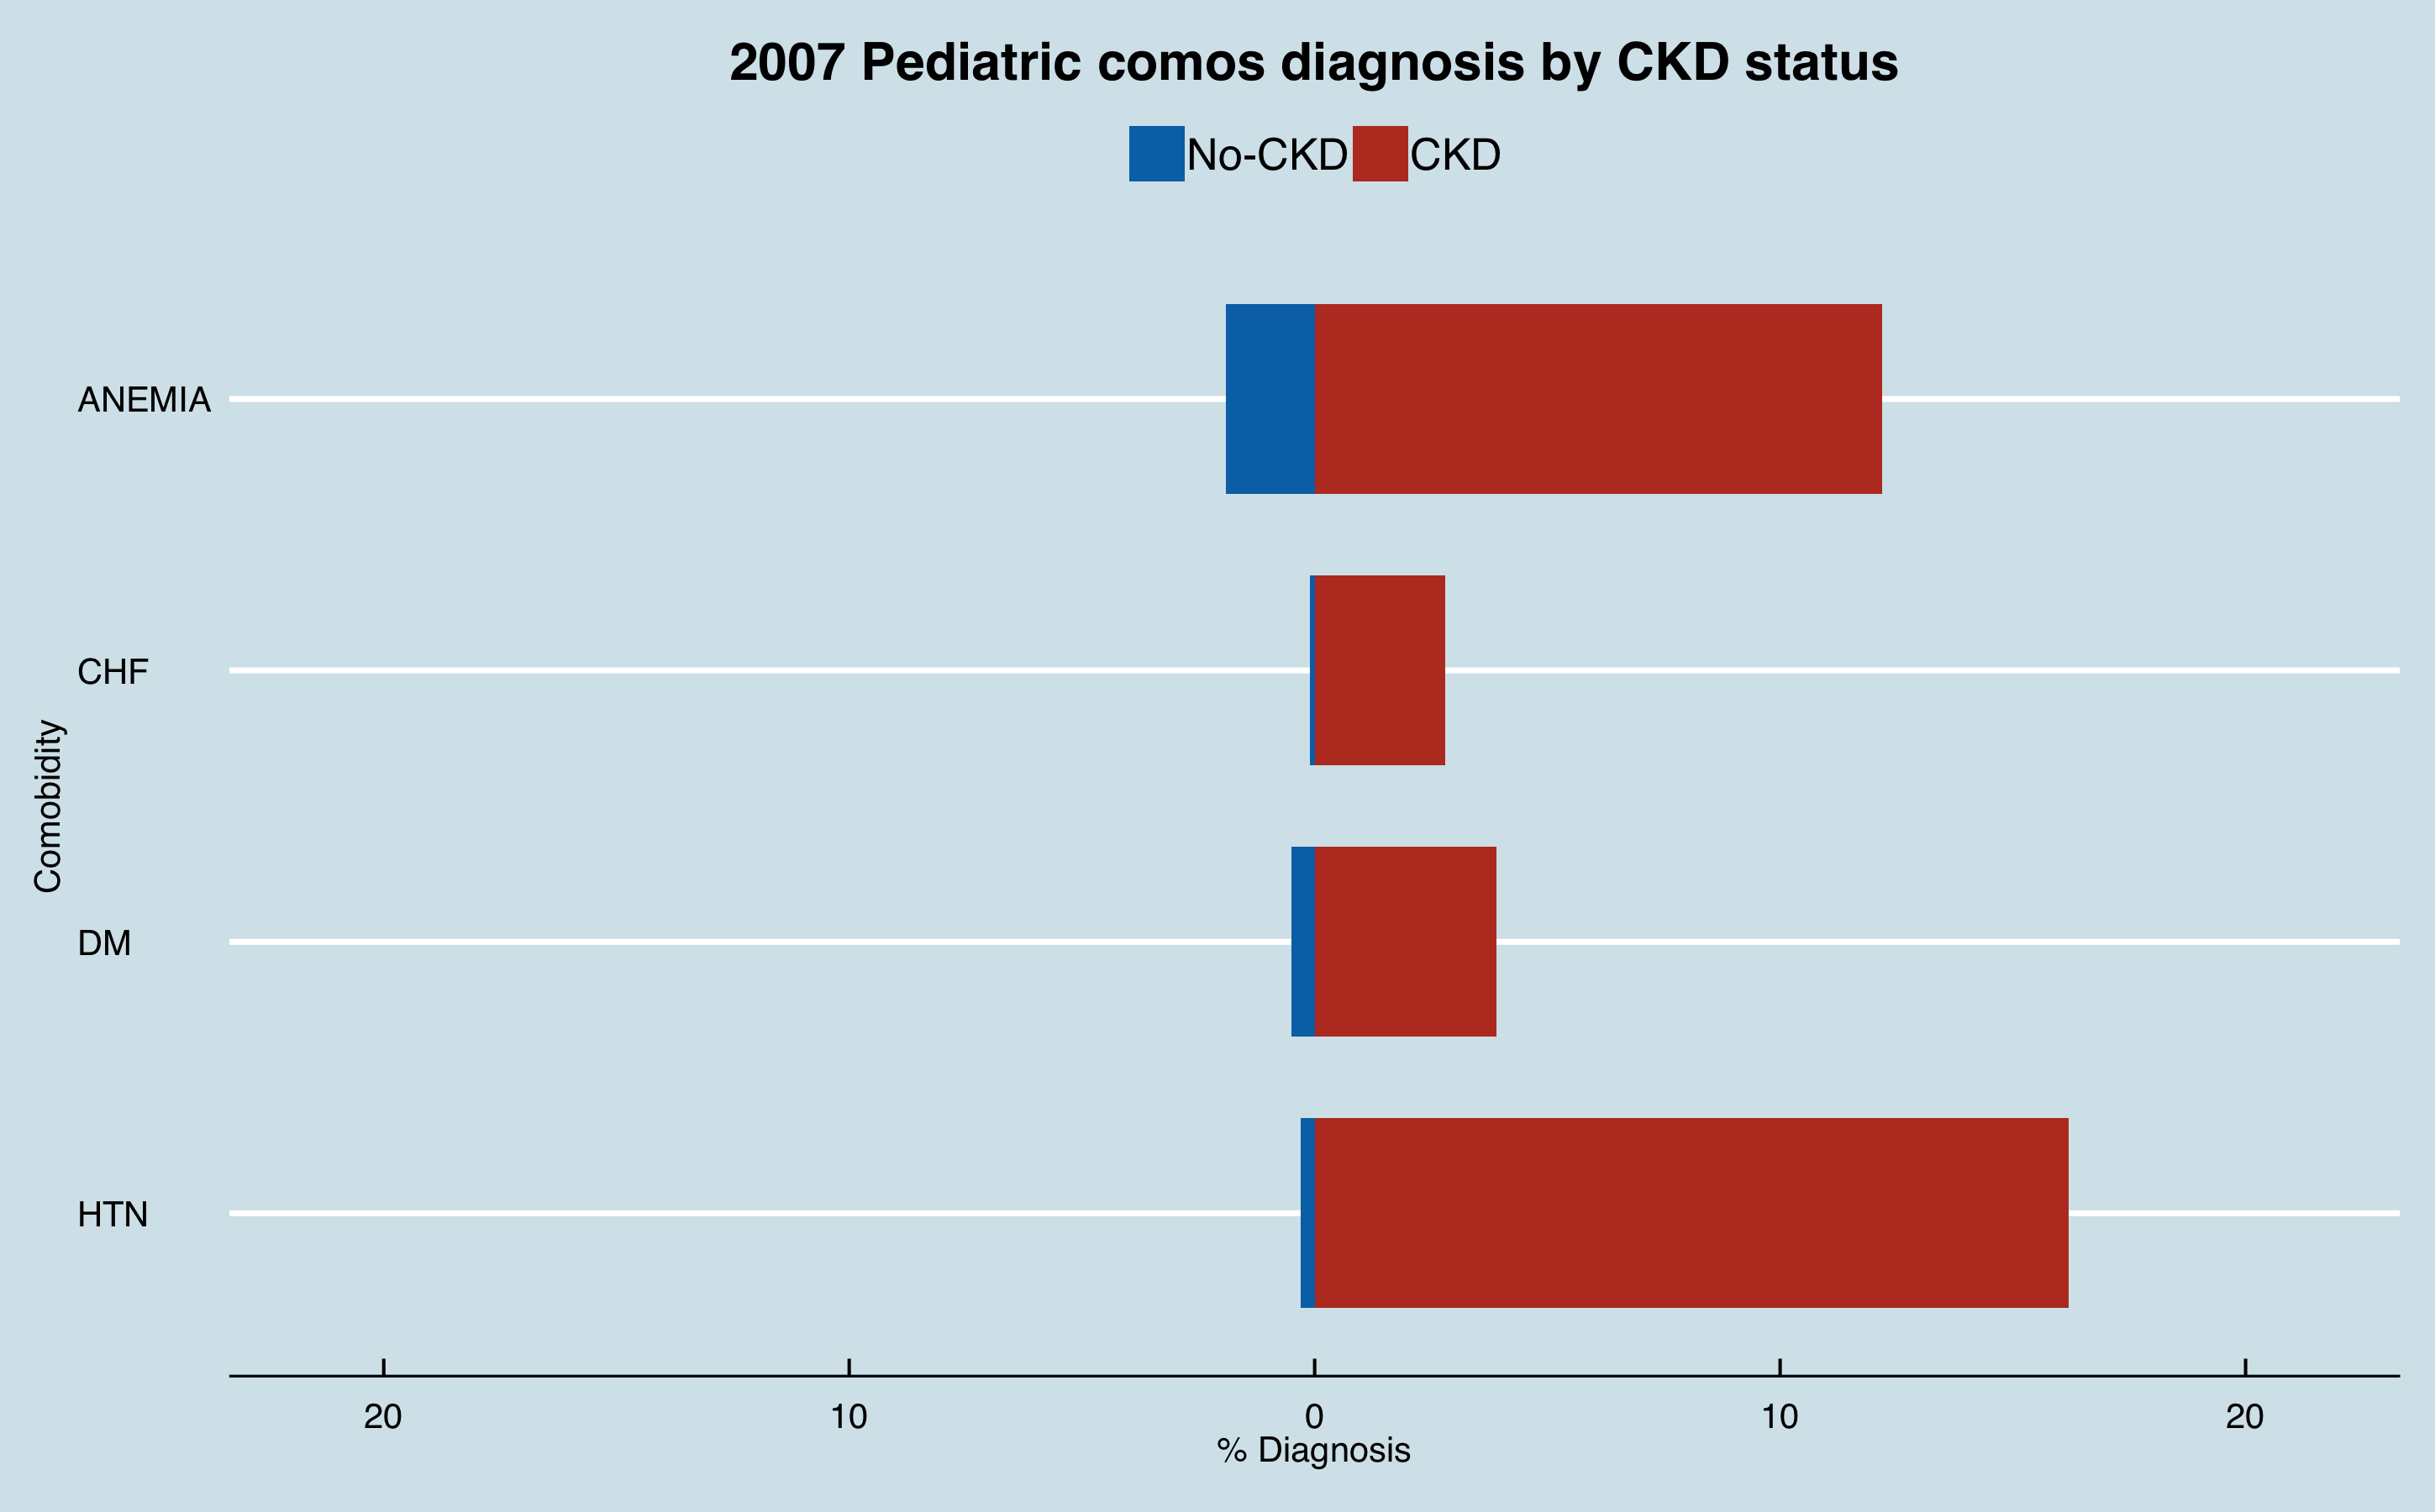 2007 Pediatric comos diagnosis by CKD status
No-CKD CKD
ANEMIA
CHF
Comobidity
DM
HTN
20 10 0 10 20
% Diagnosis